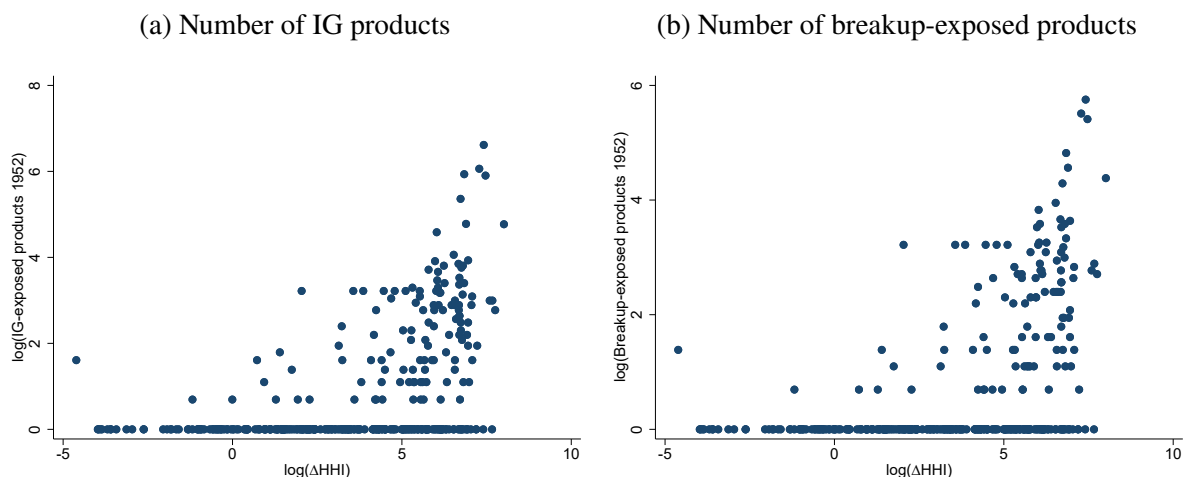 (a) Number of IG products
8
6
4
2
0
log(IG-exposed products 1952)
-5 0 5 10
log(ΔHHI)
(b) Number of breakup-exposed products
6
4
2
0
log(Breakup-exposed products 1952)
-5 0 5 10
log(ΔHHI)